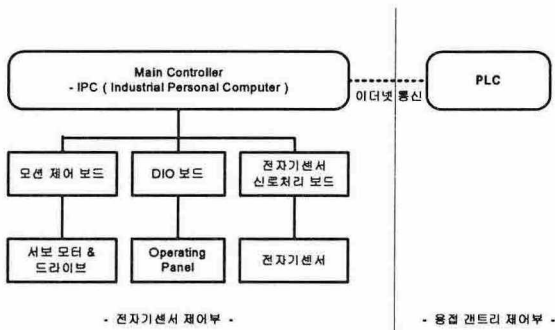 Main Controller
- IPC ( Industrial Personal Computer )
PLC
이더넷 통신
모션 제어 보드
DIO 보드
전자기센서
신로처리 보드
서보 모터 &
드라이브
Operating
Panel
전자기센서
- 전자기센서 제어부 -
- 용접 갠트리 제어부 -